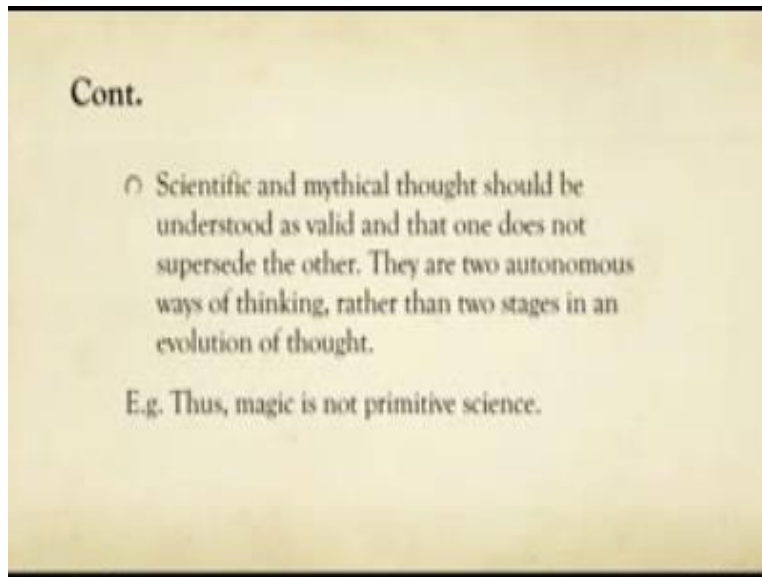 Cont.
Scientific and mythical thought should be
understood as valid and that one does not
supersede the other. They are two autonomous
ways of thinking, rather than two stages in an
evolution of thought.
E.g. Thus, magic is not primitive science.